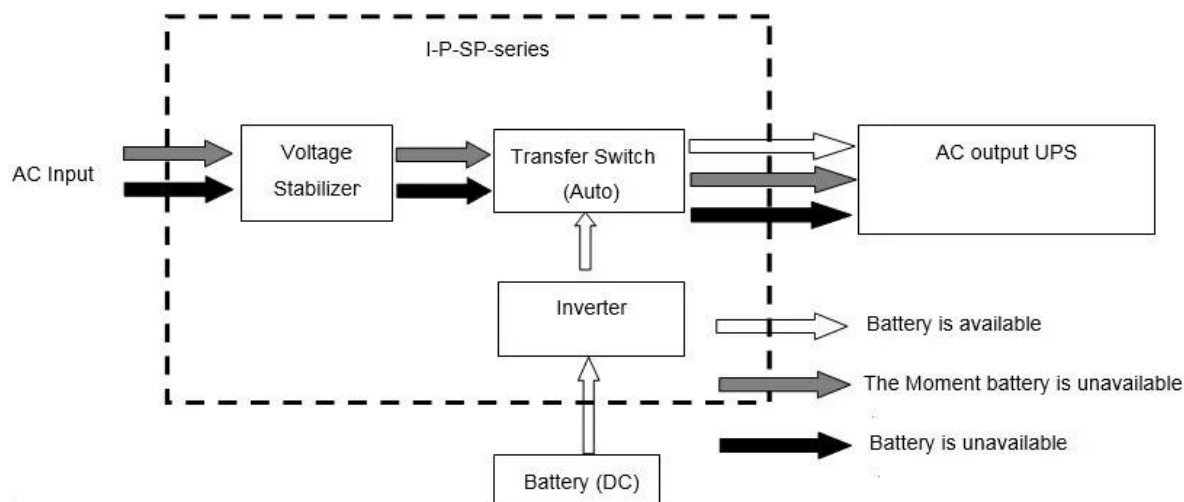 I-P-SP-series
AC Input
Voltage
Stabilizer
Transfer Switch
(Auto)
AC output UPS
Inverter
Battery is available
The Moment battery is unavailable
Battery is unavailable
Battery (DC)